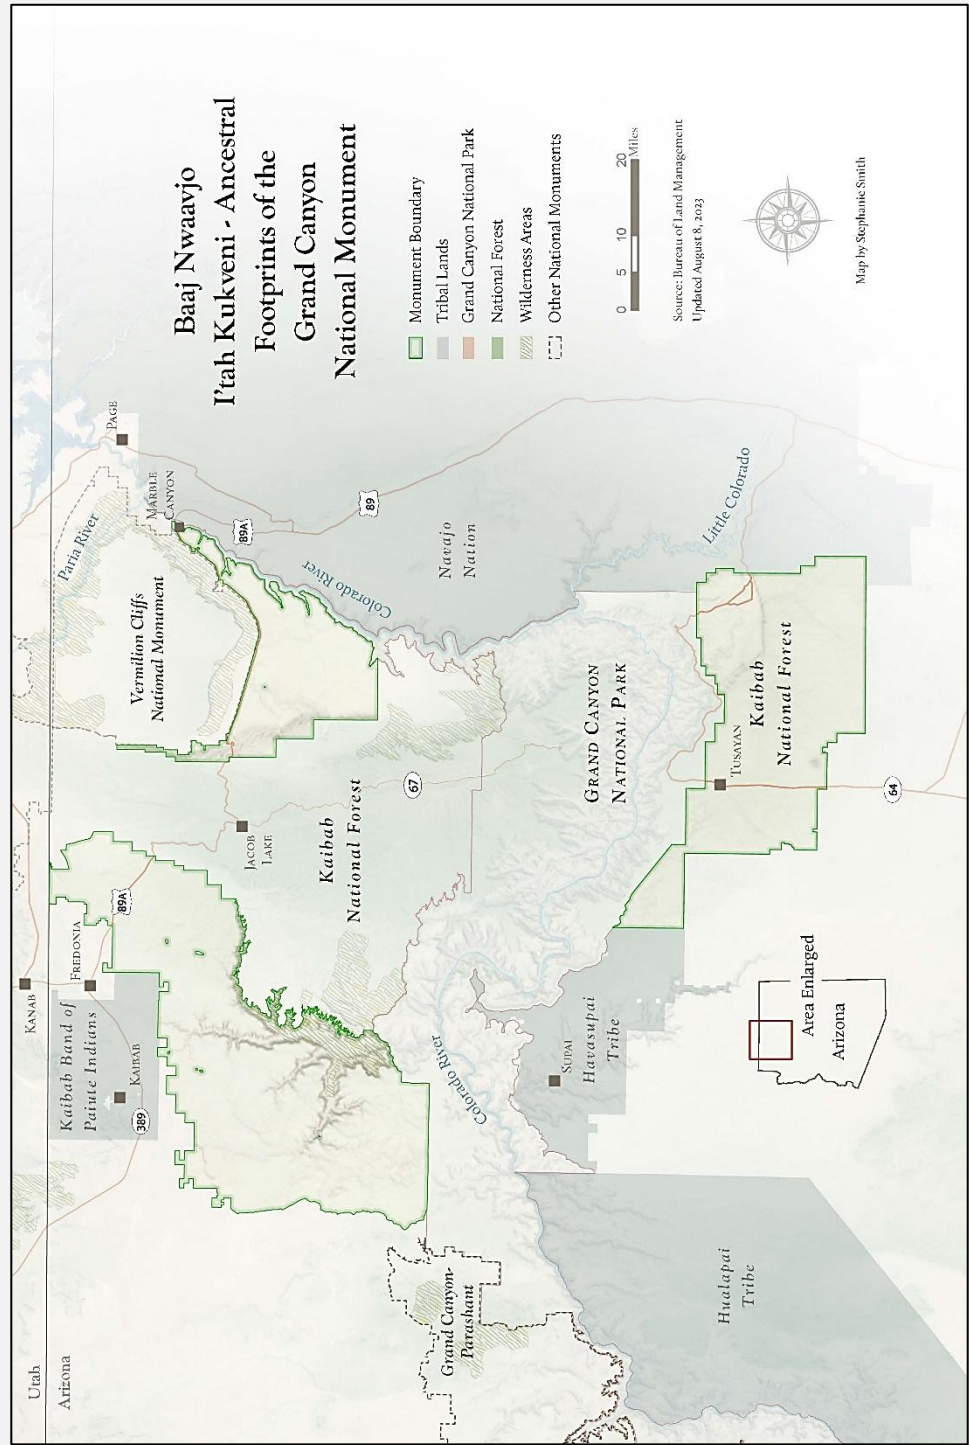 Baaj Nwaavjo
I'tah Kukveni - Ancestral
Footprints of the
Grand Canyon
National Monument
Monument Boundary
Tribal Lands
Grand Canyon National Park
National Forest
Wilderness Areas
Other National Monuments
0 5 10 20
Miles
Source: Bureau of Land Management
Updated August 8, 2023
Map by Stephanie Smith
Utah
Arizona
Kanab
Fredonia
Kaibab Band of
Paiute Indians
Kaibab
389
89A
Jacob
Lake
Kaibab
National Forest
67
Vermilion Cliffs
National Monument
Paria River
Page
Marble
Canyon
89A
89
Colorado River
Navajo
Nation
Little Colorado
Grand Canyon
National Park
Tusayan
Kaibab
National Forest
64
Colorado River
Supai
Havasupai
Tribe
Grand Canyon-
Parashant
Hualapai
Tribe
Area Enlarged
Arizona